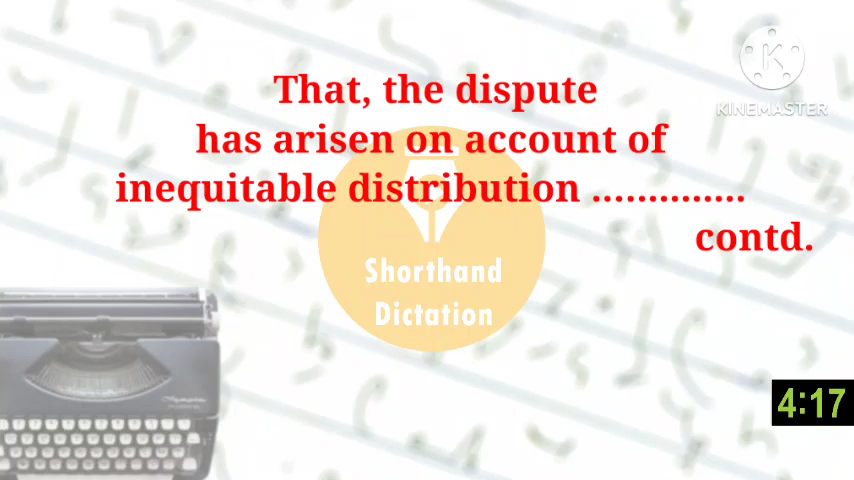 That, the dispute
has arisen on account of
inequitable distribution ..............
contd.
KINEMASTER
Shorthand
Dictation
4:17